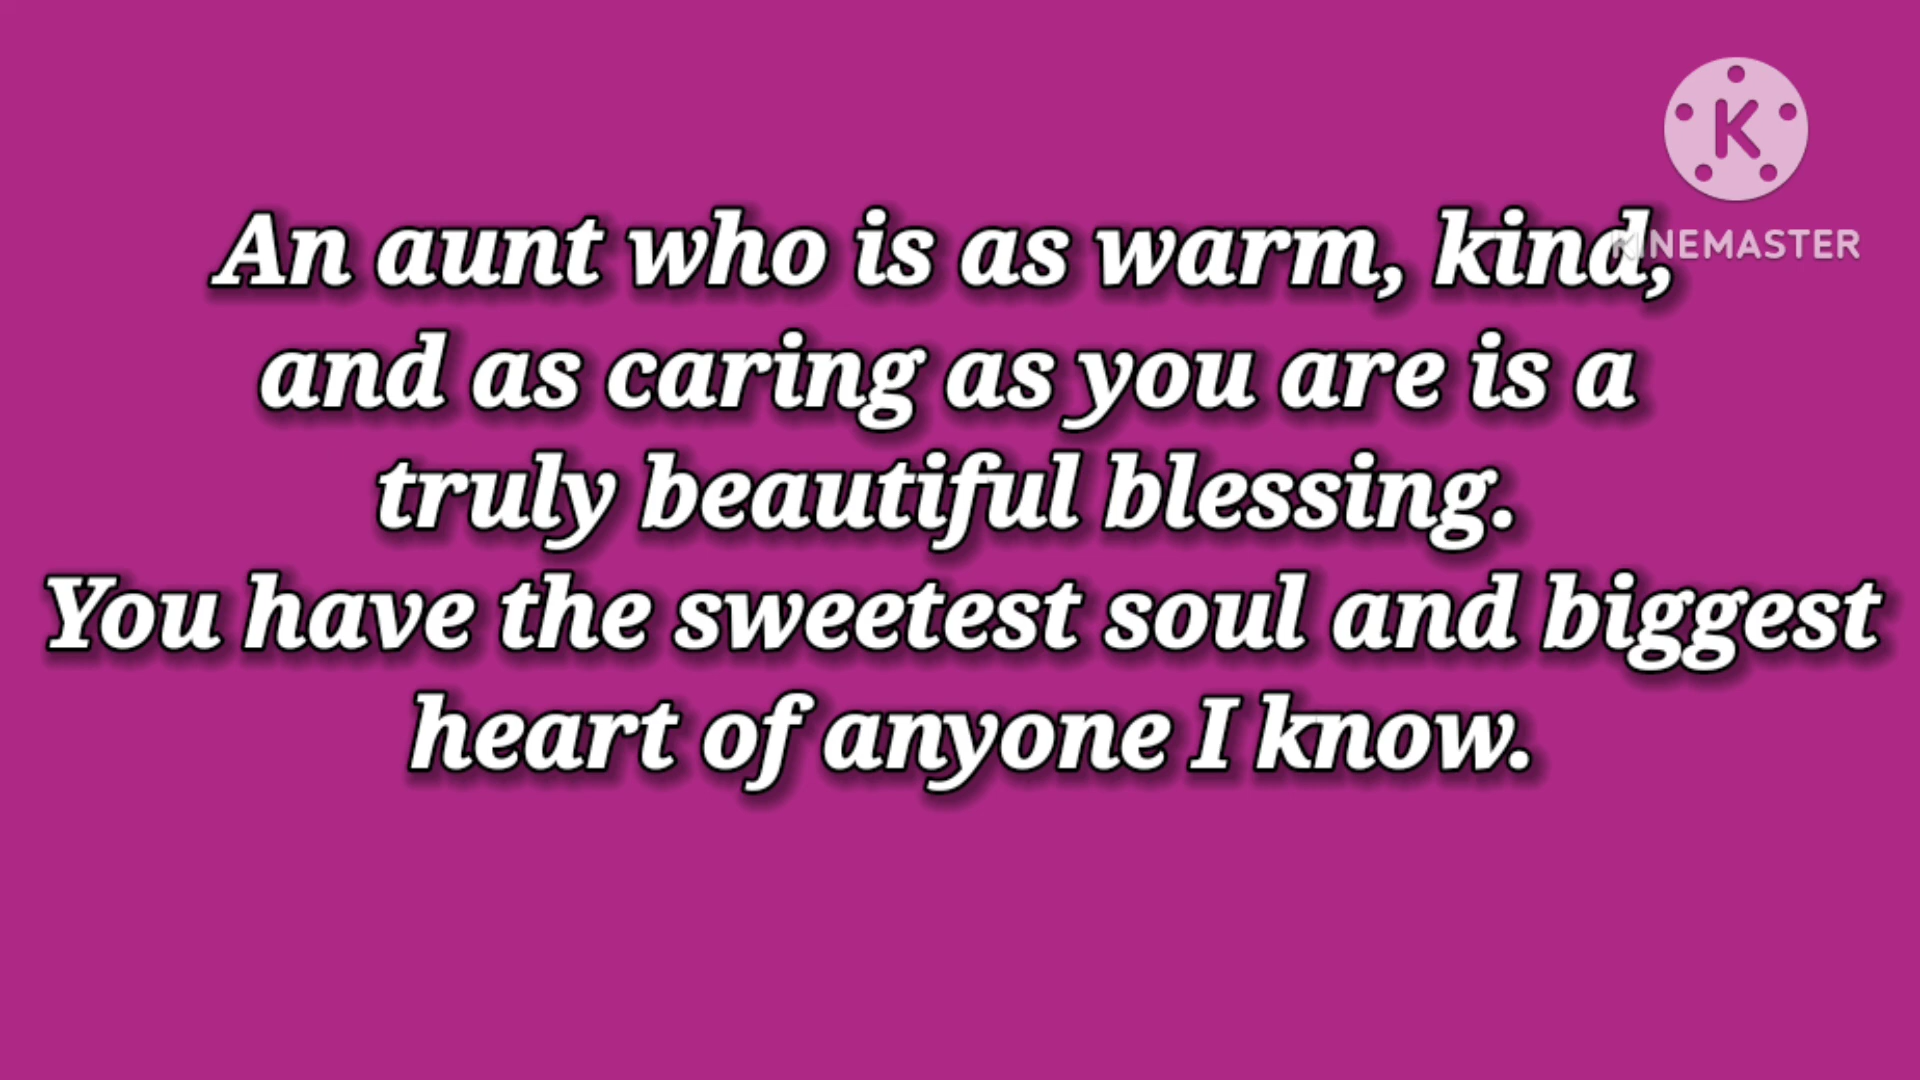 K
KINEMASTER
An aunt who is as warm, kind,
and as caring as you are is a
truly beautiful blessing.
You have the sweetest soul and biggest
heart of anyone I know.